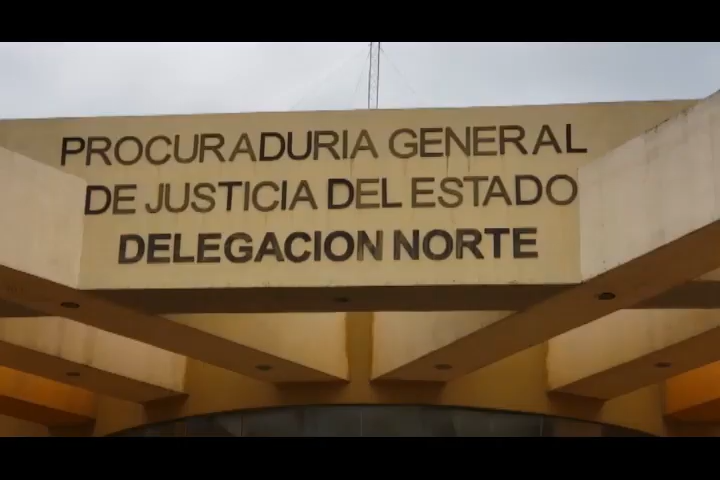 PROCURADURIA GENERAL
DE JUSTICIA DEL ESTADO
DELEGACION NORTE